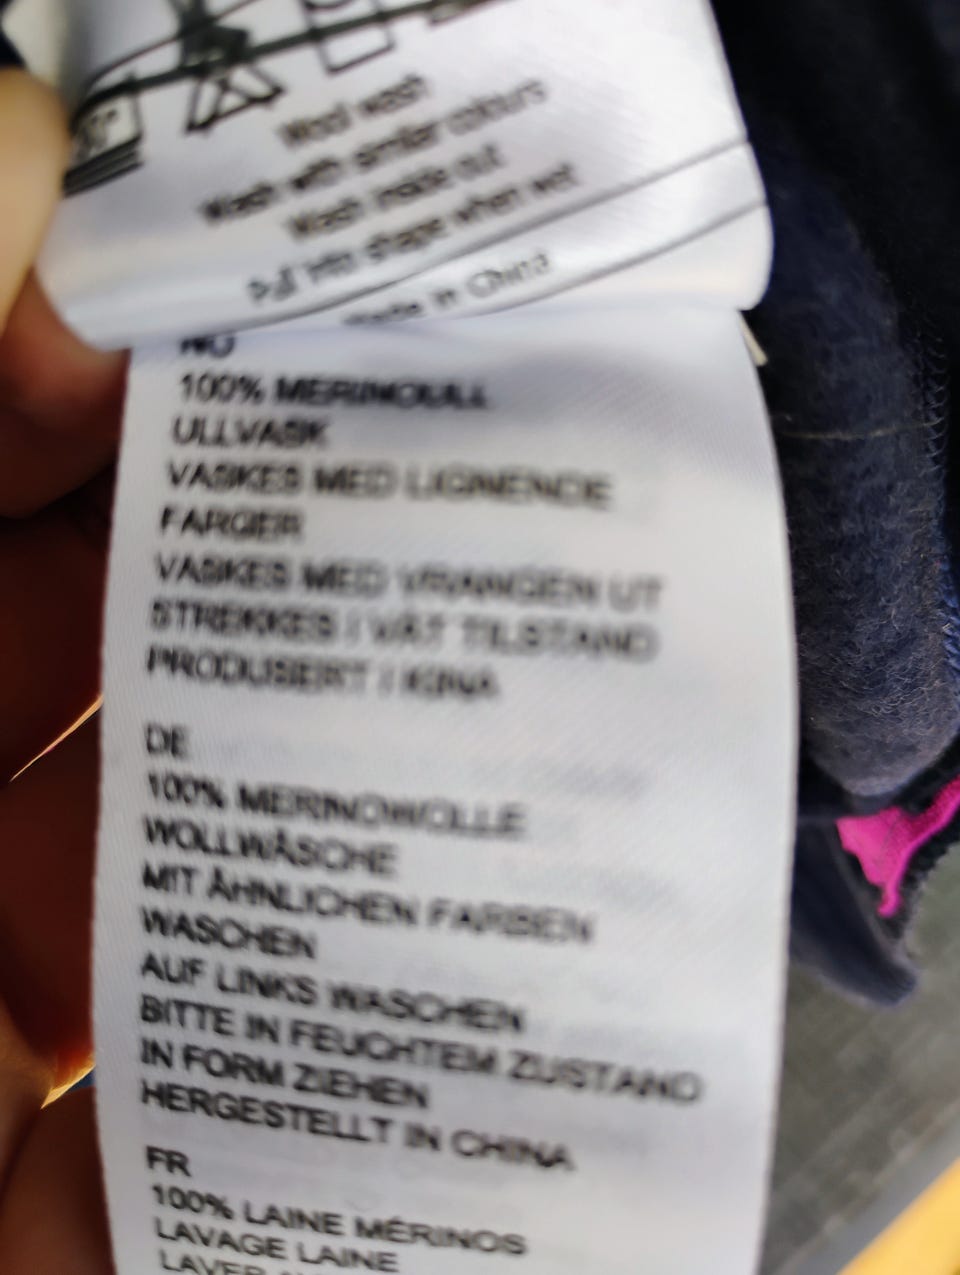 Wool wash
Wash with similar colours
Wash inside out
Pull into shape when wet
Made in China
NO
100% MERINOULL
ULLVASK
VASKES MED LIGNENDE
FARGER
VASKES MED VRANGEN UT
STREKKES I VÅT TILSTAND
PRODUSERT I KINA
DE
100% MERINOWOLLE
WOLLWÄSCHE
MIT ÄHNLICHEN FARBEN
WASCHEN
AUF LINKS WASCHEN
BITTE IN FEUCHTEM ZUSTAND
IN FORM ZIEHEN
HERGESTELLT IN CHINA
FR
100% LAINE MÉRINOS
LAVAGE LAINE
LAVER